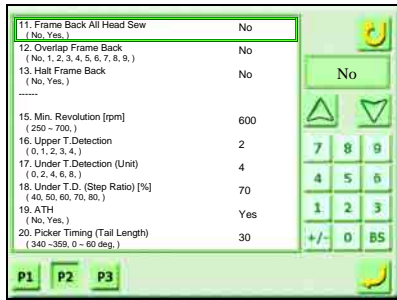 11. Frame Back All Head Sew No
( No, Yes, )
12. Overlap Frame Back No
( No, 1, 2, 3, 4, 5, 6, 7, 8, 9, )
13. Halt Frame Back No
( No, Yes, )
------
15. Min. Revolution [rpm] 600
( 250 ~ 700, )
16. Upper T.Detection 2
( 0, 1, 2, 3, 4, )
17. Under T.Detection (Unit) 4
( 0, 2, 4, 6, 8, )
18. Under T.D. (Step Ratio) [%] 70
( 40, 50, 60, 70, 80, )
19. ATH Yes
( No, Yes, )
20. Picker Timing (Tail Length) 30
( 340 ~359, 0 ~ 60 deg, )
No
7 8 9
4 5 6
1 2 3
+/- 0 BS
P1 P2 P3